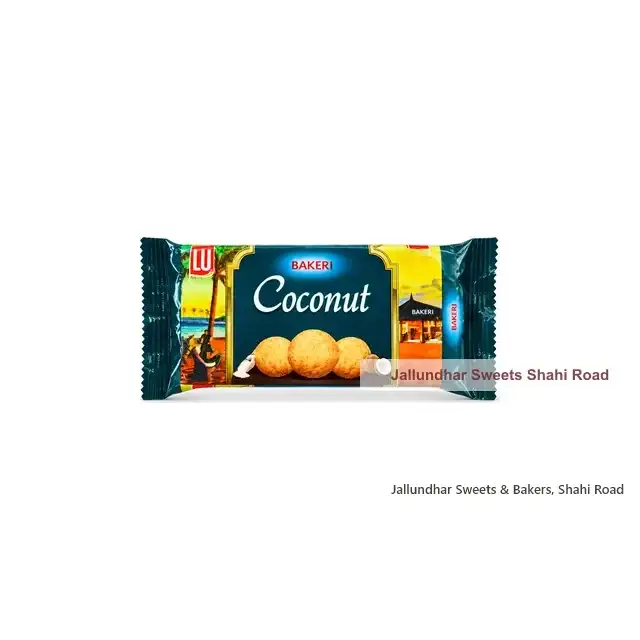 LU
BAKERI
Coconut
BAKERI
BAKERI
Jallundhar Sweets Shahi Road
Jallundhar Sweets & Bakers, Shahi Road